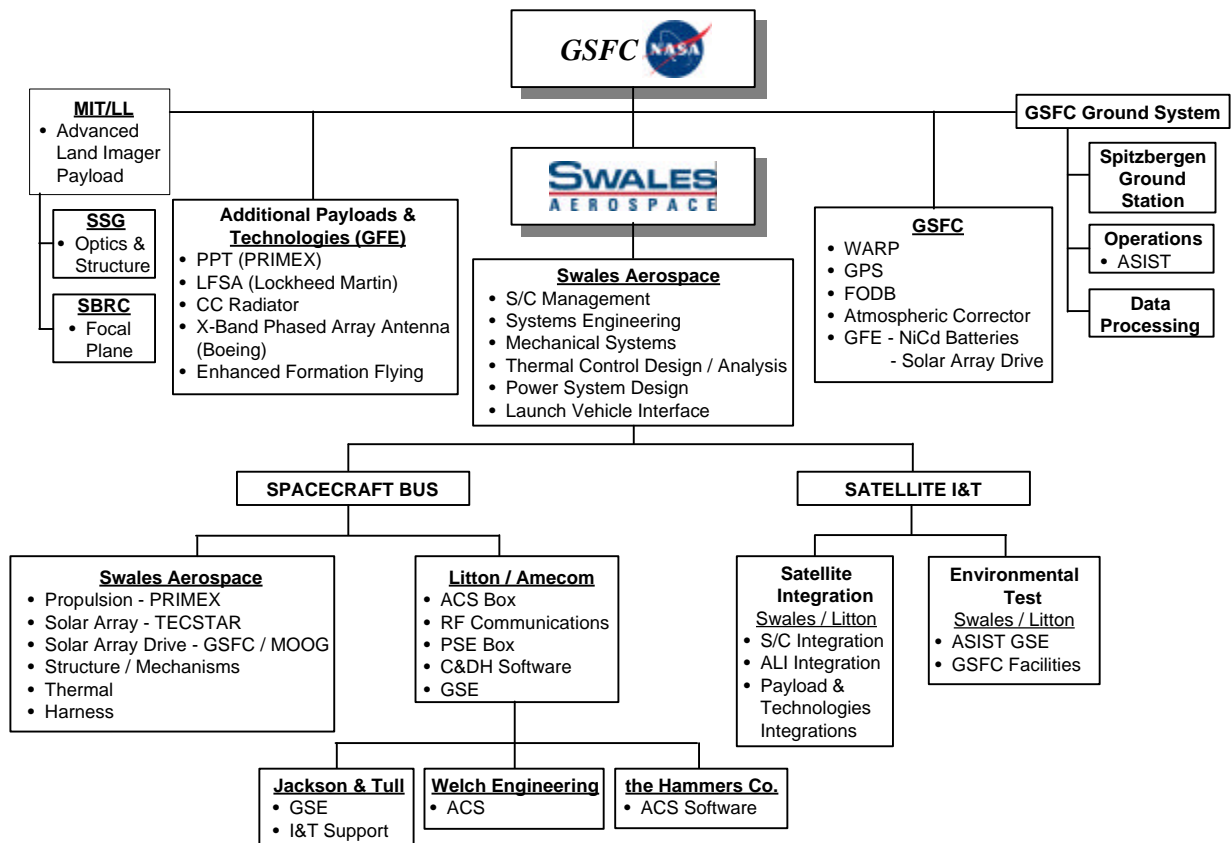 GSFC NASA
MIT/LL
• Advanced
Land Imager
Payload
SSG
• Optics &
Structure
SBRC
• Focal
Plane
Additional Payloads &
Technologies (GFE)
• PPT (PRIMEX)
• LFSA (Lockheed Martin)
• CC Radiator
• X-Band Phased Array Antenna
(Boeing)
• Enhanced Formation Flying
SWALES
AEROSPACE
Swales Aerospace
• S/C Management
• Systems Engineering
• Mechanical Systems
• Thermal Control Design / Analysis
• Power System Design
• Launch Vehicle Interface
GSFC
• WARP
• GPS
• FODB
• Atmospheric Corrector
• GFE - NiCd Batteries
- Solar Array Drive
GSFC Ground System
Spitzbergen
Ground
Station
Operations
• ASIST
Data
Processing
SPACECRAFT BUS
SATELLITE I&T
Swales Aerospace
• Propulsion - PRIMEX
• Solar Array - TECSTAR
• Solar Array Drive - GSFC / MOOG
• Structure / Mechanisms
• Thermal
• Harness
Litton / Amecom
• ACS Box
• RF Communications
• PSE Box
• C&DH Software
• GSE
Satellite
Integration
Swales / Litton
• S/C Integration
• ALI Integration
• Payload &
Technologies
Integrations
Environmental
Test
Swales / Litton
• ASIST GSE
• GSFC Facilities
Jackson & Tull
• GSE
• I&T Support
Welch Engineering
• ACS
the Hammers Co.
• ACS Software